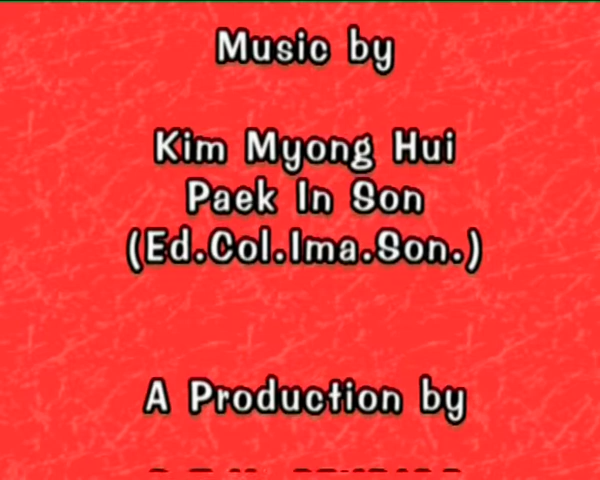 Music by
Kim Myong Hui
Paek In Son
(Ed.Col.Ima.Son.)
A Production by